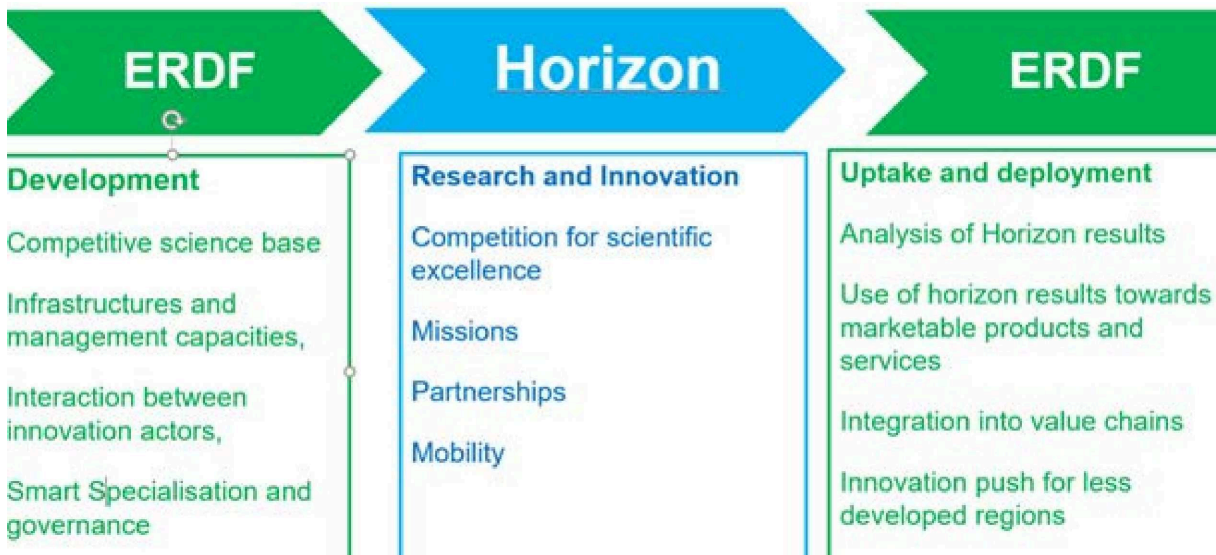 ERDF
Horizon
ERDF
Development
Competitive science base
Infrastructures and
management capacities,
Interaction between
innovation actors,
Smart Specialisation and
governance
Research and Innovation
Competition for scientific
excellence
Missions
Partnerships
Mobility
Uptake and deployment
Analysis of Horizon results
Use of horizon results towards
marketable products and
services
Integration into value chains
Innovation push for less
developed regions